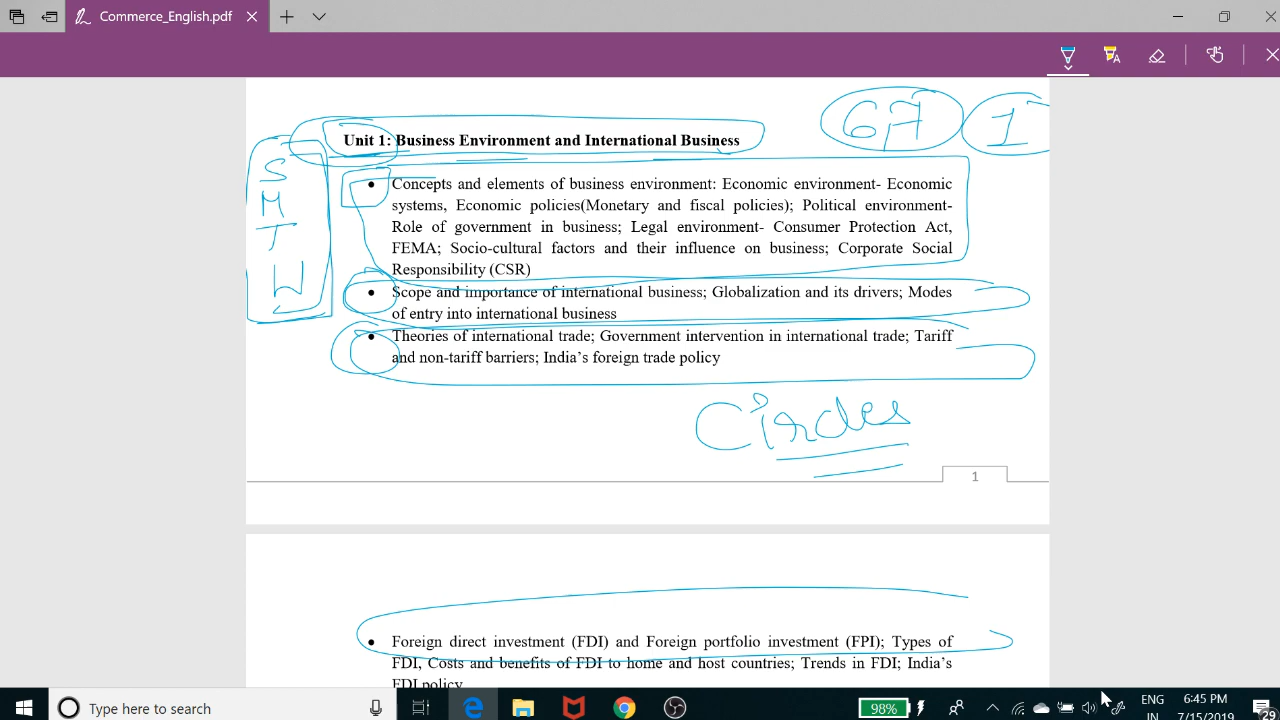 Commerce_English.pdf
6,7 1
Unit 1: Business Environment and International Business
S
M
T
W
• Concepts and elements of business environment: Economic environment- Economic
systems, Economic policies(Monetary and fiscal policies); Political environment-
Role of government in business; Legal environment- Consumer Protection Act,
FEMA; Socio-cultural factors and their influence on business; Corporate Social
Responsibility (CSR)
• Scope and importance of international business; Globalization and its drivers; Modes
of entry into international business
• Theories of international trade; Government intervention in international trade; Tariff
and non-tariff barriers; India’s foreign trade policy
1
• Foreign direct investment (FDI) and Foreign portfolio investment (FPI); Types of
FDI, Costs and benefits of FDI to home and host countries; Trends in FDI; India’s
FDI policy
Type here to search
98%
ENG
IN
6:45 PM
7/15/2019